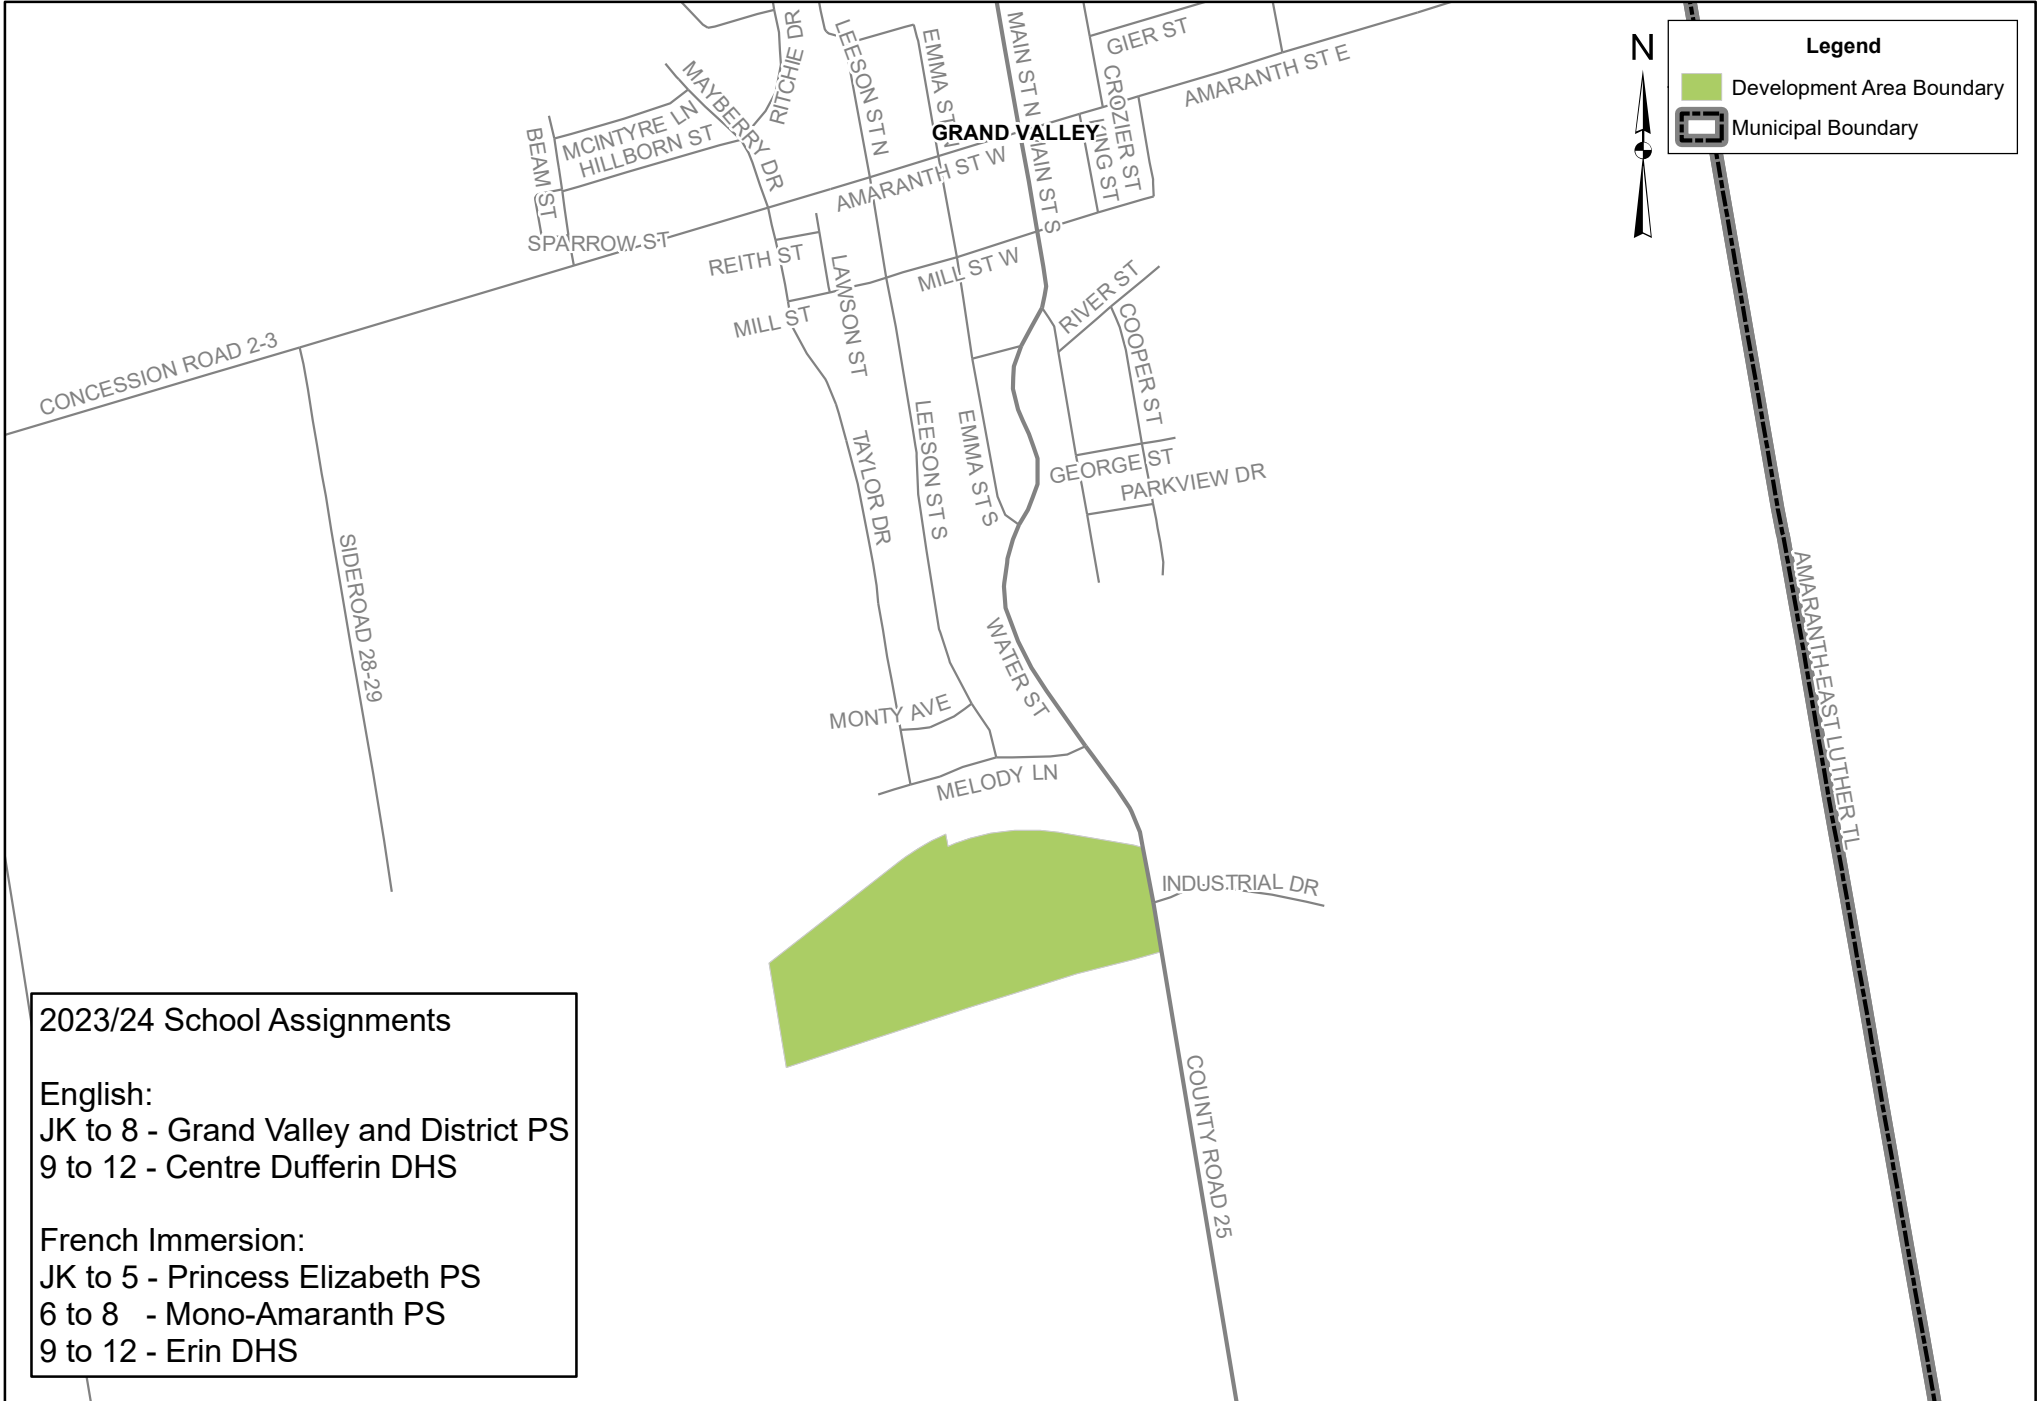 RITCHIE DR
LEESON ST N
EMMA ST N
MAIN ST N
GIER ST
CROZIER ST
AMARANTH ST E
N
Legend
Development Area Boundary
Municipal Boundary
MAYBERRY DR
MCINTYRE LN
HILLBORN ST
BEAM ST
GRAND VALLEY
KING ST
MAIN ST S
AMARANTH ST W
SPARROW ST
REITH ST
LAWSON ST
MILL ST W
MILL ST
RIVER ST
COOPER ST
CONCESSION ROAD 2-3
TAYLOR DR
LEESON ST S
EMMA ST S
GEORGE ST
PARKVIEW DR
SIDEROAD 28-29
AMARANTH-EAST LUTHER TL
WATER ST
MONTY AVE
MELODY LN
INDUSTRIAL DR
COUNTY ROAD 25
2023/24 School Assignments
English:
JK to 8 - Grand Valley and District PS
9 to 12 - Centre Dufferin DHS
French Immersion:
JK to 5 - Princess Elizabeth PS
6 to 8 - Mono-Amaranth PS
9 to 12 - Erin DHS